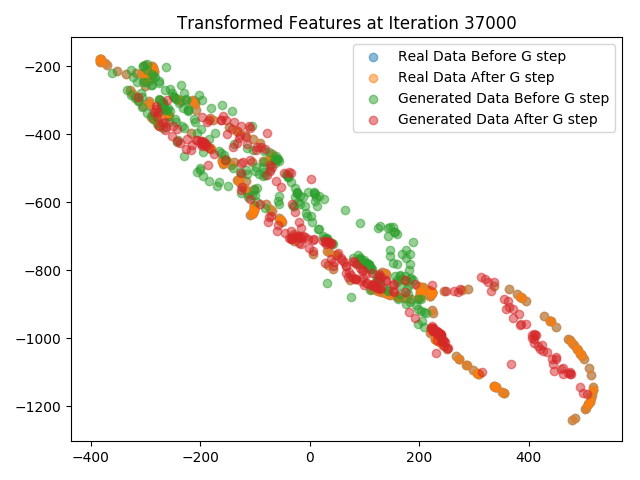 Transformed Features at Iteration 37000
Real Data Before G step
Real Data After G step
Generated Data Before G step
Generated Data After G step
−200
−400
−600
−800
−1000
−1200
−400 −200 0 200 400